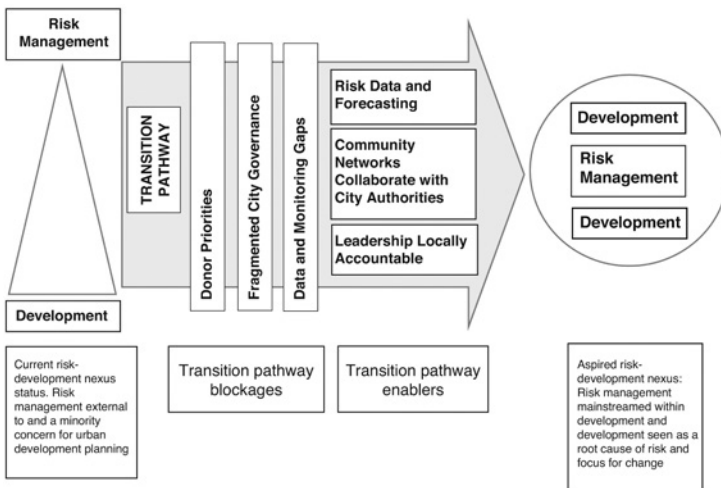 Risk
Management
Development
TRANSITION
PATHWAY
Donor Priorities
Fragmented City Governance
Data and Monitoring Gaps
Risk Data and
Forecasting
Community
Networks
Collaborate with
City Authorities
Leadership Locally
Accountable
Development
Risk
Management
Development
Current risk-
development nexus
status. Risk
management external
to and a minority
concern for urban
development planning
Transition pathway
blockages
Transition pathway
enablers
Aspired risk-
development nexus:
Risk management
mainstreamed within
development and
development seen as a
root cause of risk and
focus for change